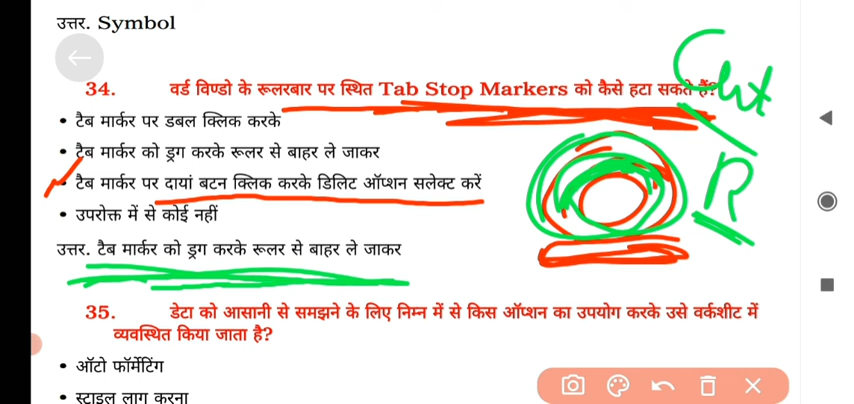 उत्तर. Symbol
34. वर्ड विण्डो के रूलरबार पर स्थित Tab Stop Markers को कैसे हटा सकते हैं?
• टैब मार्कर पर डबल क्लिक करके
• टैब मार्कर को ड्रग करके रूलर से बाहर ले जाकर
• टैब मार्कर पर दायां बटन क्लिक करके डिलिट ऑप्शन सलेक्ट करें
• उपरोक्त में से कोई नहीं
उत्तर. टैब मार्कर को ड्रग करके रूलर से बाहर ले जाकर
35. डेटा को आसानी से समझने के लिए निम्न में से किस ऑप्शन का उपयोग करके उसे वर्कशीट में
व्यवस्थित किया जाता है?
• ऑटो फॉर्मेटिंग
• स्टाइल लागू करना
R